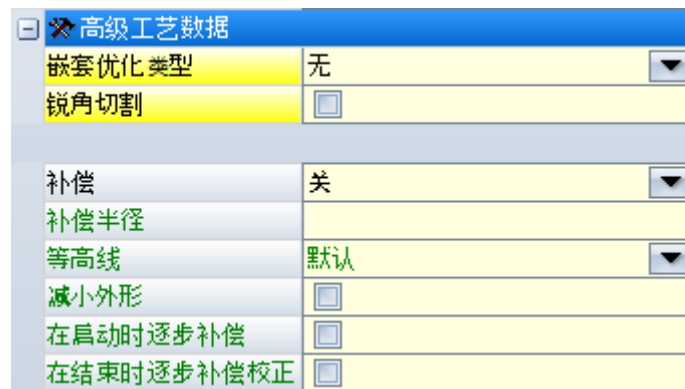 高级工艺数据
嵌套优化类型 无
锐角切割
补偿 关
补偿半径
等高线 默认
减小外形
在启动时逐步补偿
在结束时逐步补偿校正